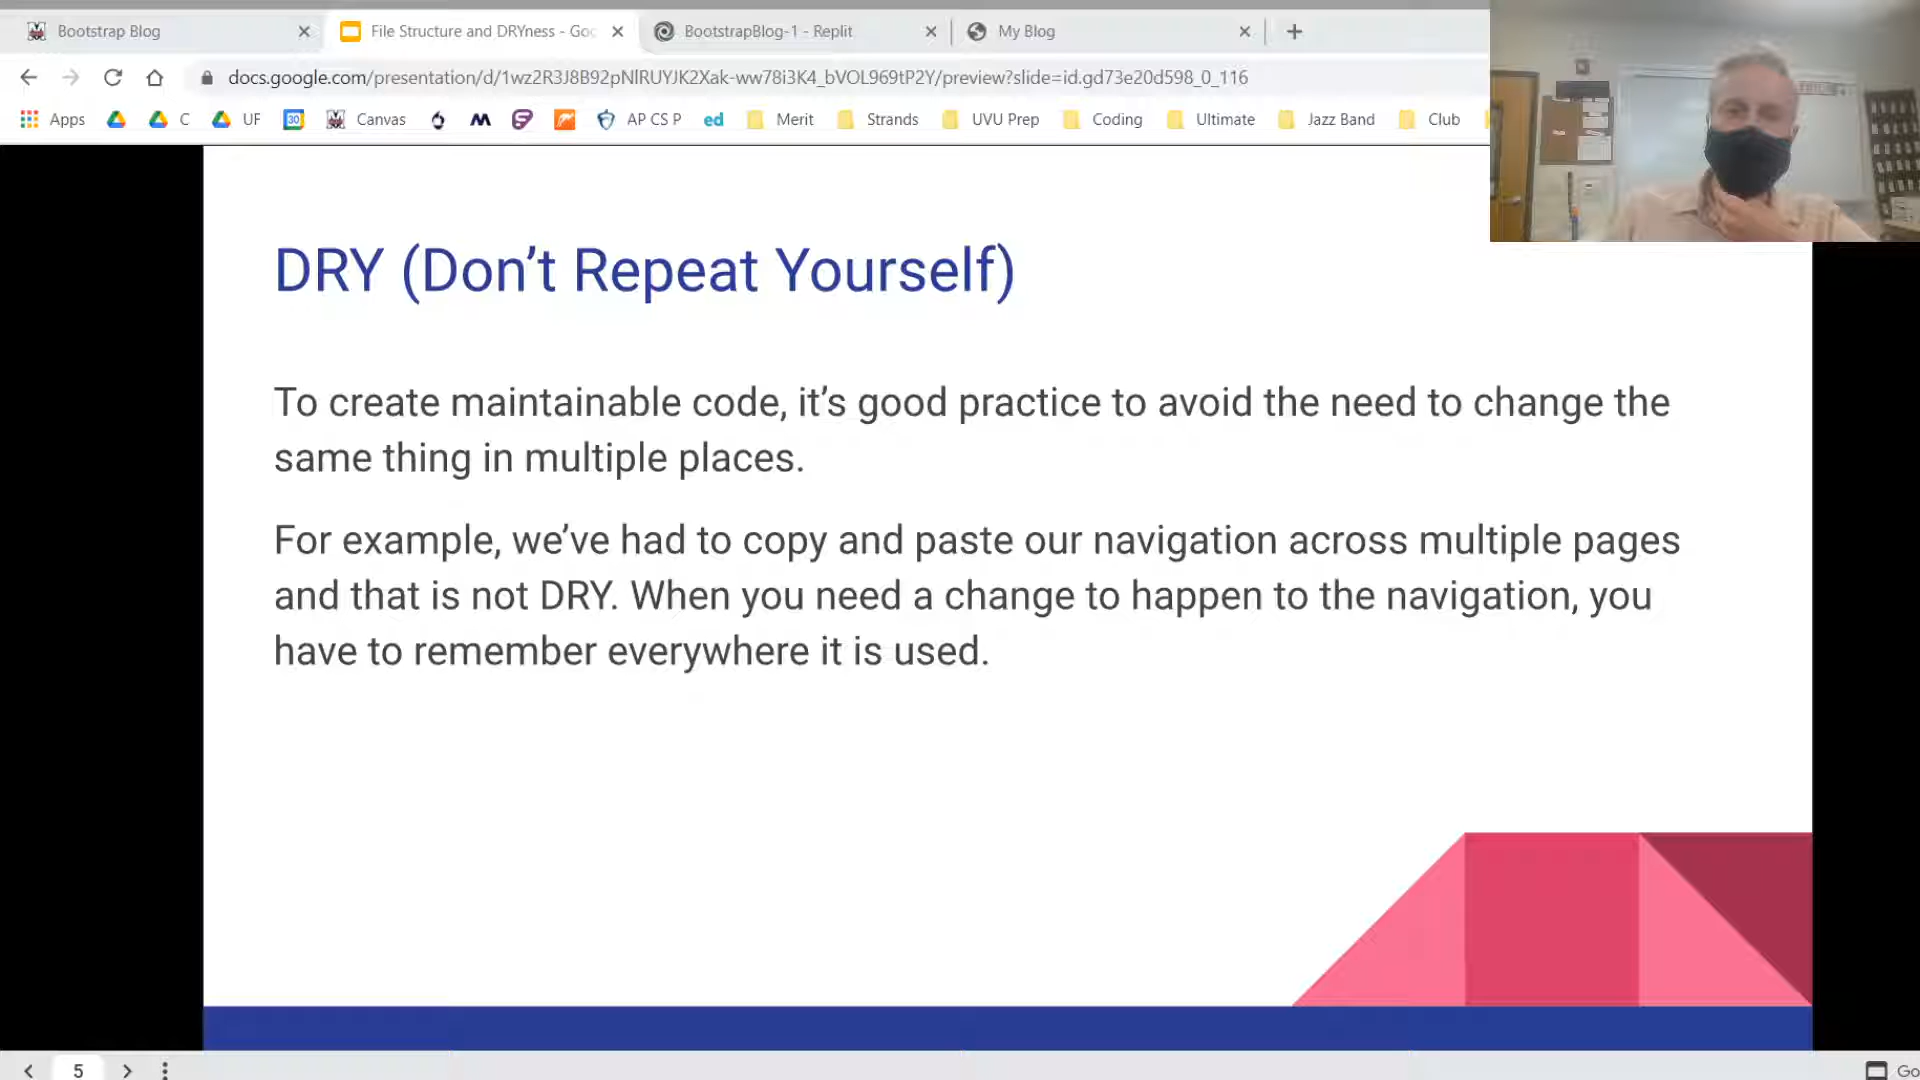 Bootstrap Blog
File Structure and DRYness - Goo
BootstrapBlog-1 - Replit
My Blog
docs.google.com/presentation/d/1wz2R3J8B92pNlRUYJK2Xak-ww78i3K4_bVOL969tP2Y/preview?slide=id.gd73e20d598_0_116
Apps C UF 30 Canvas AP CS P ed Merit Strands UVU Prep Coding Ultimate Jazz Band Club
DRY (Don’t Repeat Yourself)
To create maintainable code, it’s good practice to avoid the need to change the
same thing in multiple places.
For example, we’ve had to copy and paste our navigation across multiple pages
and that is not DRY. When you need a change to happen to the navigation, you
have to remember everywhere it is used.
5
Go